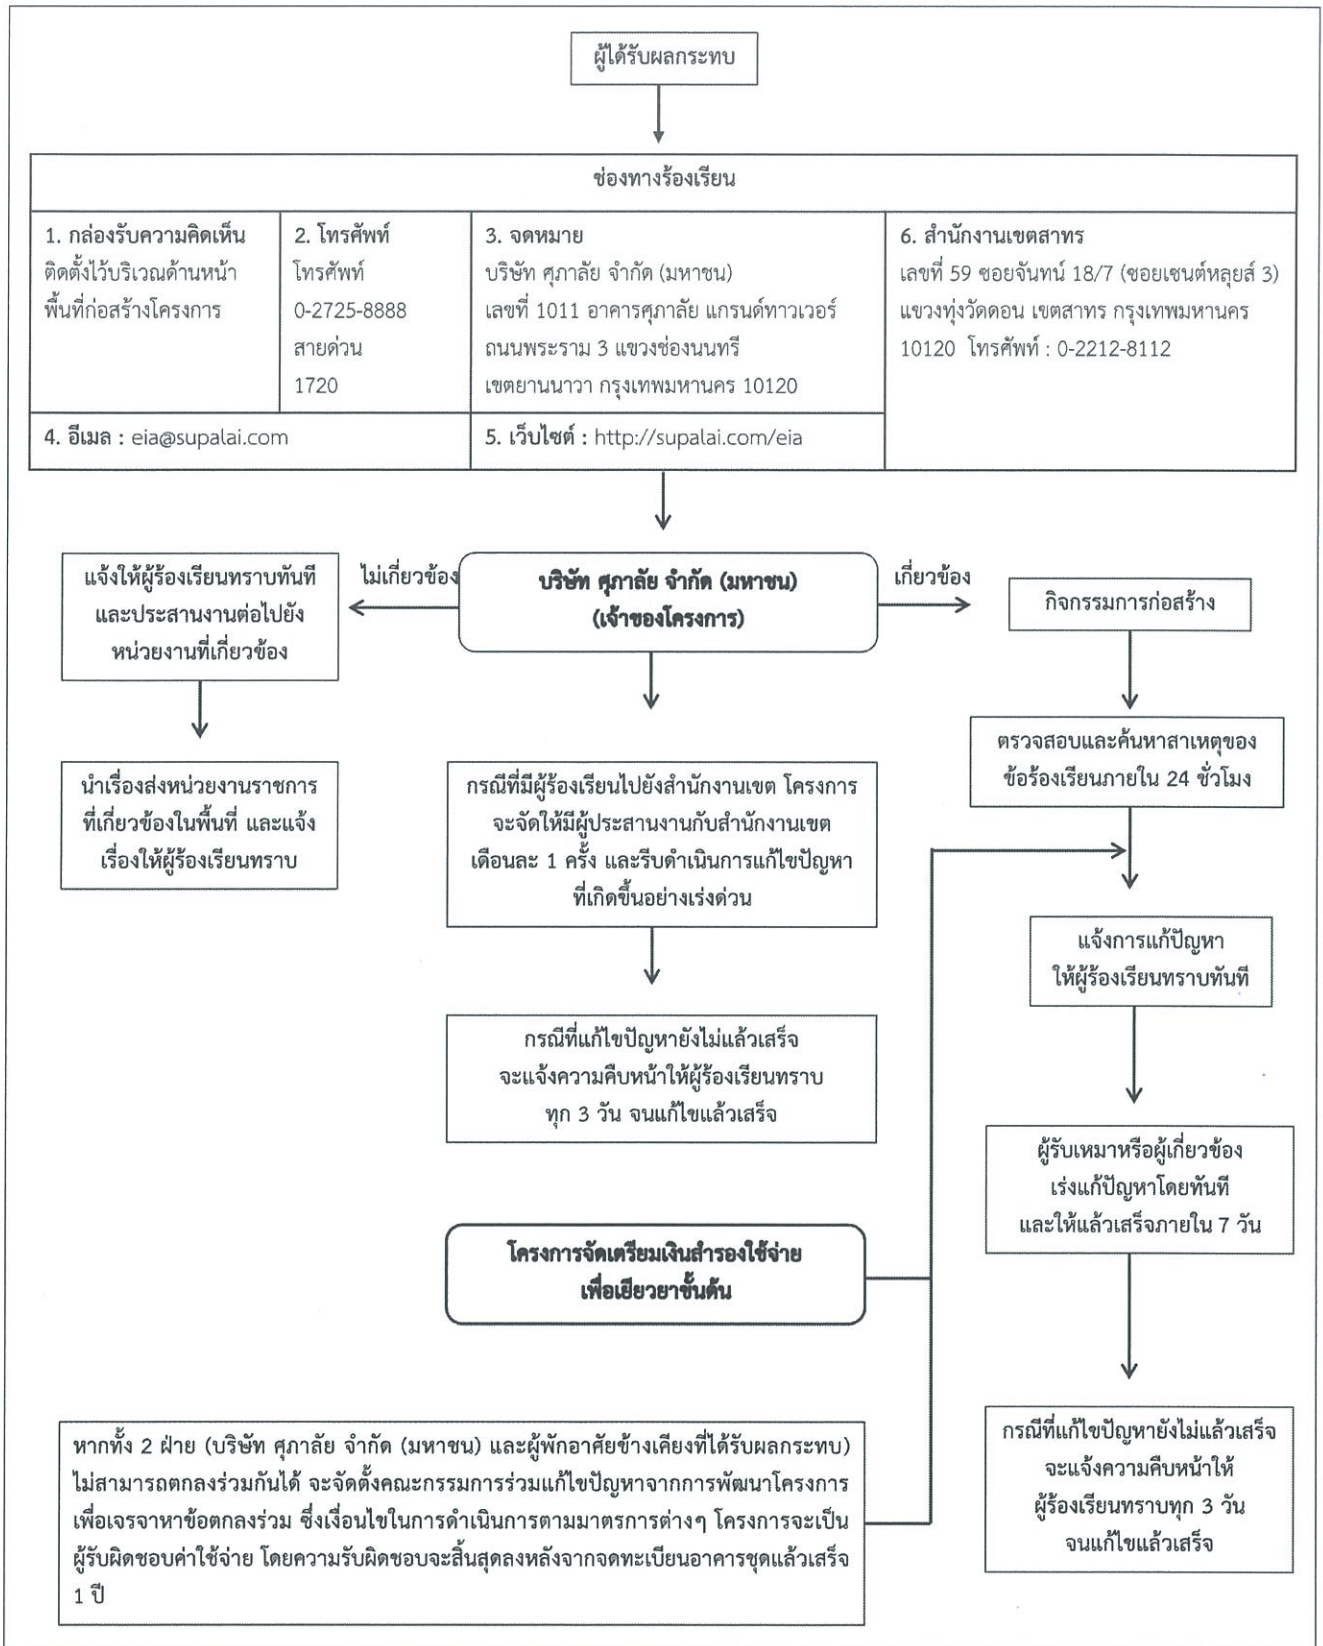 ผู้ได้รับผลกระทบ
ช่องทางร้องเรียน
1. กล่องรับความคิดเห็น
ติดตั้งไว้บริเวณด้านหน้า
พื้นที่ก่อสร้างโครงการ
2. โทรศัพท์
โทรศัพท์
0-2725-8888
สายด่วน
1720
3. จดหมาย
บริษัท ศุภาลัย จำกัด (มหาชน)
เลขที่ 1011 อาคารศุภาลัย แกรนด์ทาวเวอร์
ถนนพระราม 3 แขวงช่องนนทรี
เขตยานนาวา กรุงเทพมหานคร 10120
6. สำนักงานเขตสาทร
เลขที่ 59 ซอยจันทน์ 18/7 (ซอยเซนต์หลุยส์ 3)
แขวงทุ่งวัดดอน เขตสาทร กรุงเทพมหานคร
10120 โทรศัพท์ : 0-2212-8112
4. อีเมล : eia@supalai.com
5. เว็บไซต์ : http://supalai.com/eia
แจ้งให้ผู้ร้องเรียนทราบทันที
และประสานงานต่อไปยัง
หน่วยงานที่เกี่ยวข้อง
ไม่เกี่ยวข้อง
บริษัท ศุภาลัย จำกัด (มหาชน)
(เจ้าของโครงการ)
เกี่ยวข้อง
กิจกรรมการก่อสร้าง
นำเรื่องส่งหน่วยงานราชการ
ที่เกี่ยวข้องในพื้นที่ และแจ้ง
เรื่องให้ผู้ร้องเรียนทราบ
กรณีที่มีผู้ร้องเรียนไปยังสำนักงานเขต โครงการ
จะจัดให้มีผู้ประสานงานกับสำนักงานเขต
เดือนละ 1 ครั้ง และรีบดำเนินการแก้ไขปัญหา
ที่เกิดขึ้นอย่างเร่งด่วน
ตรวจสอบและค้นหาสาเหตุของ
ข้อร้องเรียนภายใน 24 ชั่วโมง
แจ้งการแก้ปัญหา
ให้ผู้ร้องเรียนทราบทันที
กรณีที่แก้ไขปัญหายังไม่แล้วเสร็จ
จะแจ้งความคืบหน้าให้ผู้ร้องเรียนทราบ
ทุก 3 วัน จนแก้ไขแล้วเสร็จ
ผู้รับเหมาหรือผู้เกี่ยวข้อง
เร่งแก้ปัญหาโดยทันที
และให้แล้วเสร็จภายใน 7 วัน
โครงการจัดเตรียมเงินสำรองใช้จ่าย
เพื่อเยียวยาขั้นต้น
กรณีที่แก้ไขปัญหายังไม่แล้วเสร็จ
จะแจ้งความคืบหน้าให้
ผู้ร้องเรียนทราบทุก 3 วัน
จนแก้ไขแล้วเสร็จ
หากทั้ง 2 ฝ่าย (บริษัท ศุภาลัย จำกัด (มหาชน) และผู้พักอาศัยข้างเคียงที่ได้รับผลกระทบ)
ไม่สามารถตกลงร่วมกันได้ จะจัดตั้งคณะกรรมการร่วมแก้ไขปัญหาจากการพัฒนาโครงการ
เพื่อเจรจาหาข้อตกลงร่วม ซึ่งเงื่อนไขในการดำเนินการตามมาตรการต่างๆ โครงการจะเป็น
ผู้รับผิดชอบค่าใช้จ่าย โดยความรับผิดชอบจะสิ้นสุดลงหลังจากจดทะเบียนอาคารชุดแล้วเสร็จ
1 ปี